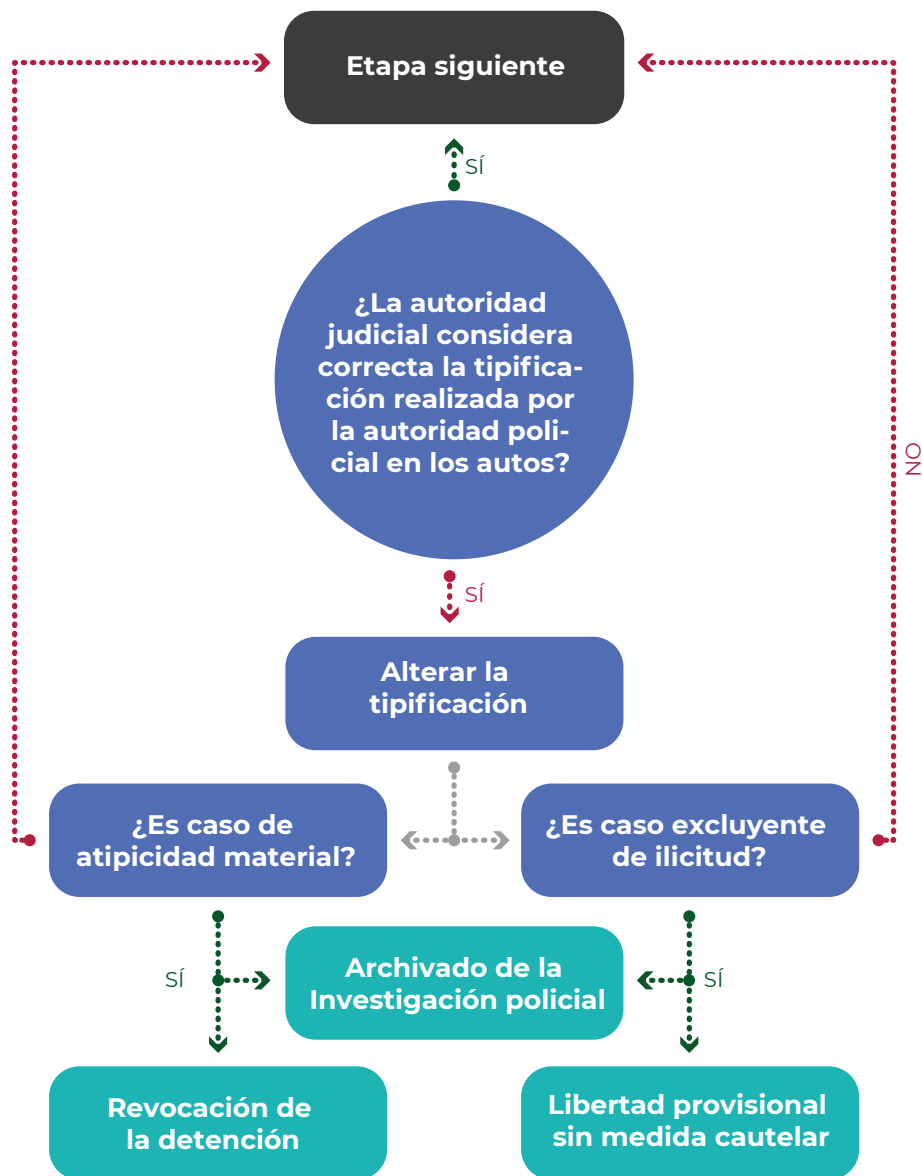 Etapa siguiente
SÍ
¿La autoridad
judicial considera
correcta la tipifica-
ción realizada por
la autoridad poli-
cial en los autos?
NO
SÍ
Alterar la
tipificación
¿Es caso de
atipicidad material?
¿Es caso excluyente
de ilicitud?
SÍ
Archivado de la
Investigación policial
SÍ
Revocación de
la detención
Libertad provisional
sin medida cautelar